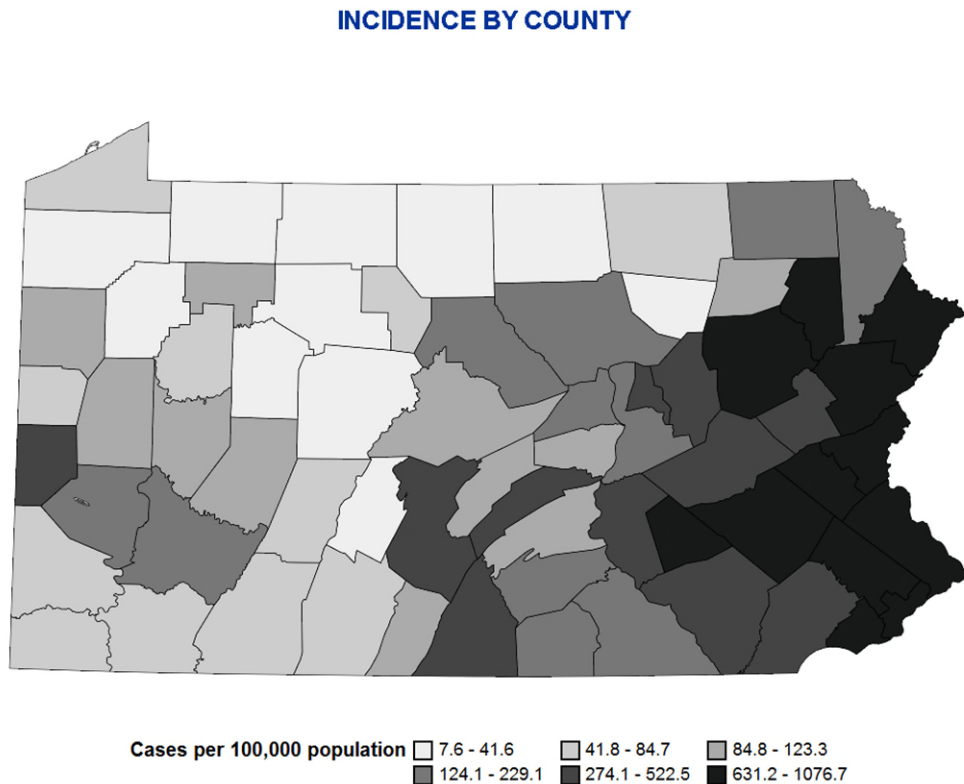 INCIDENCE BY COUNTY
Cases per 100,000 population 7.6 - 41.6 41.8 - 84.7 84.8 - 123.3
124.1 - 229.1 274.1 - 522.5 631.2 - 1076.7